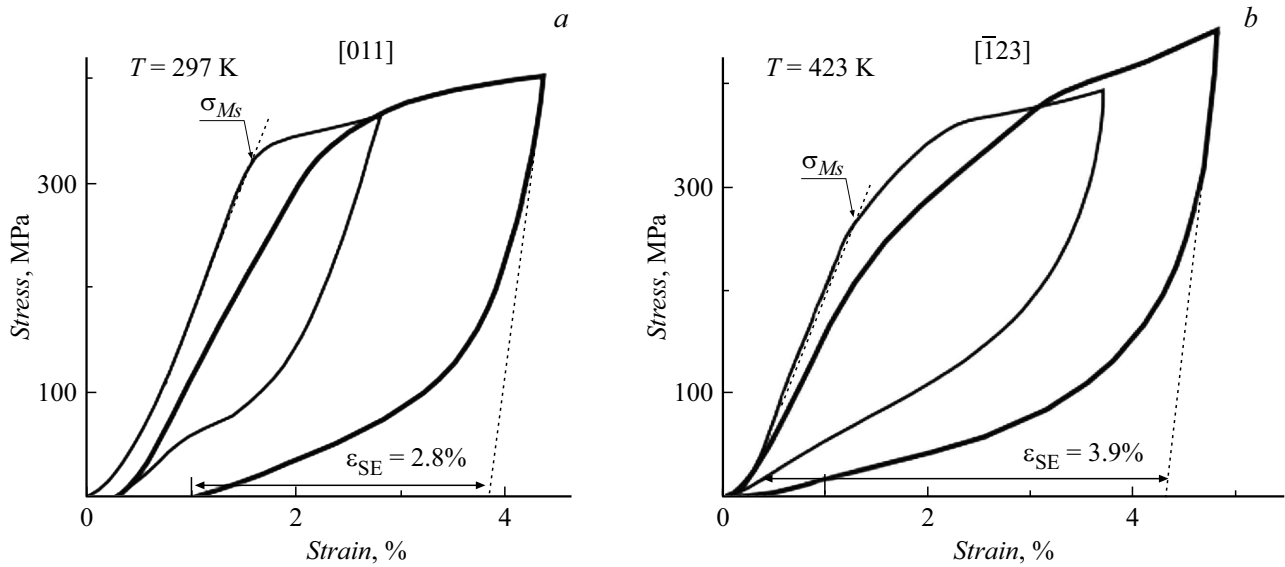 a
[011]
T = 297 K
σMs
300
Stress, MPa
100
εSE = 2.8%
0
2
4
Strain, %
b
[1̅23]
T = 423 K
σMs
300
Stress, MPa
100
εSE = 3.9%
0
2
4
Strain, %